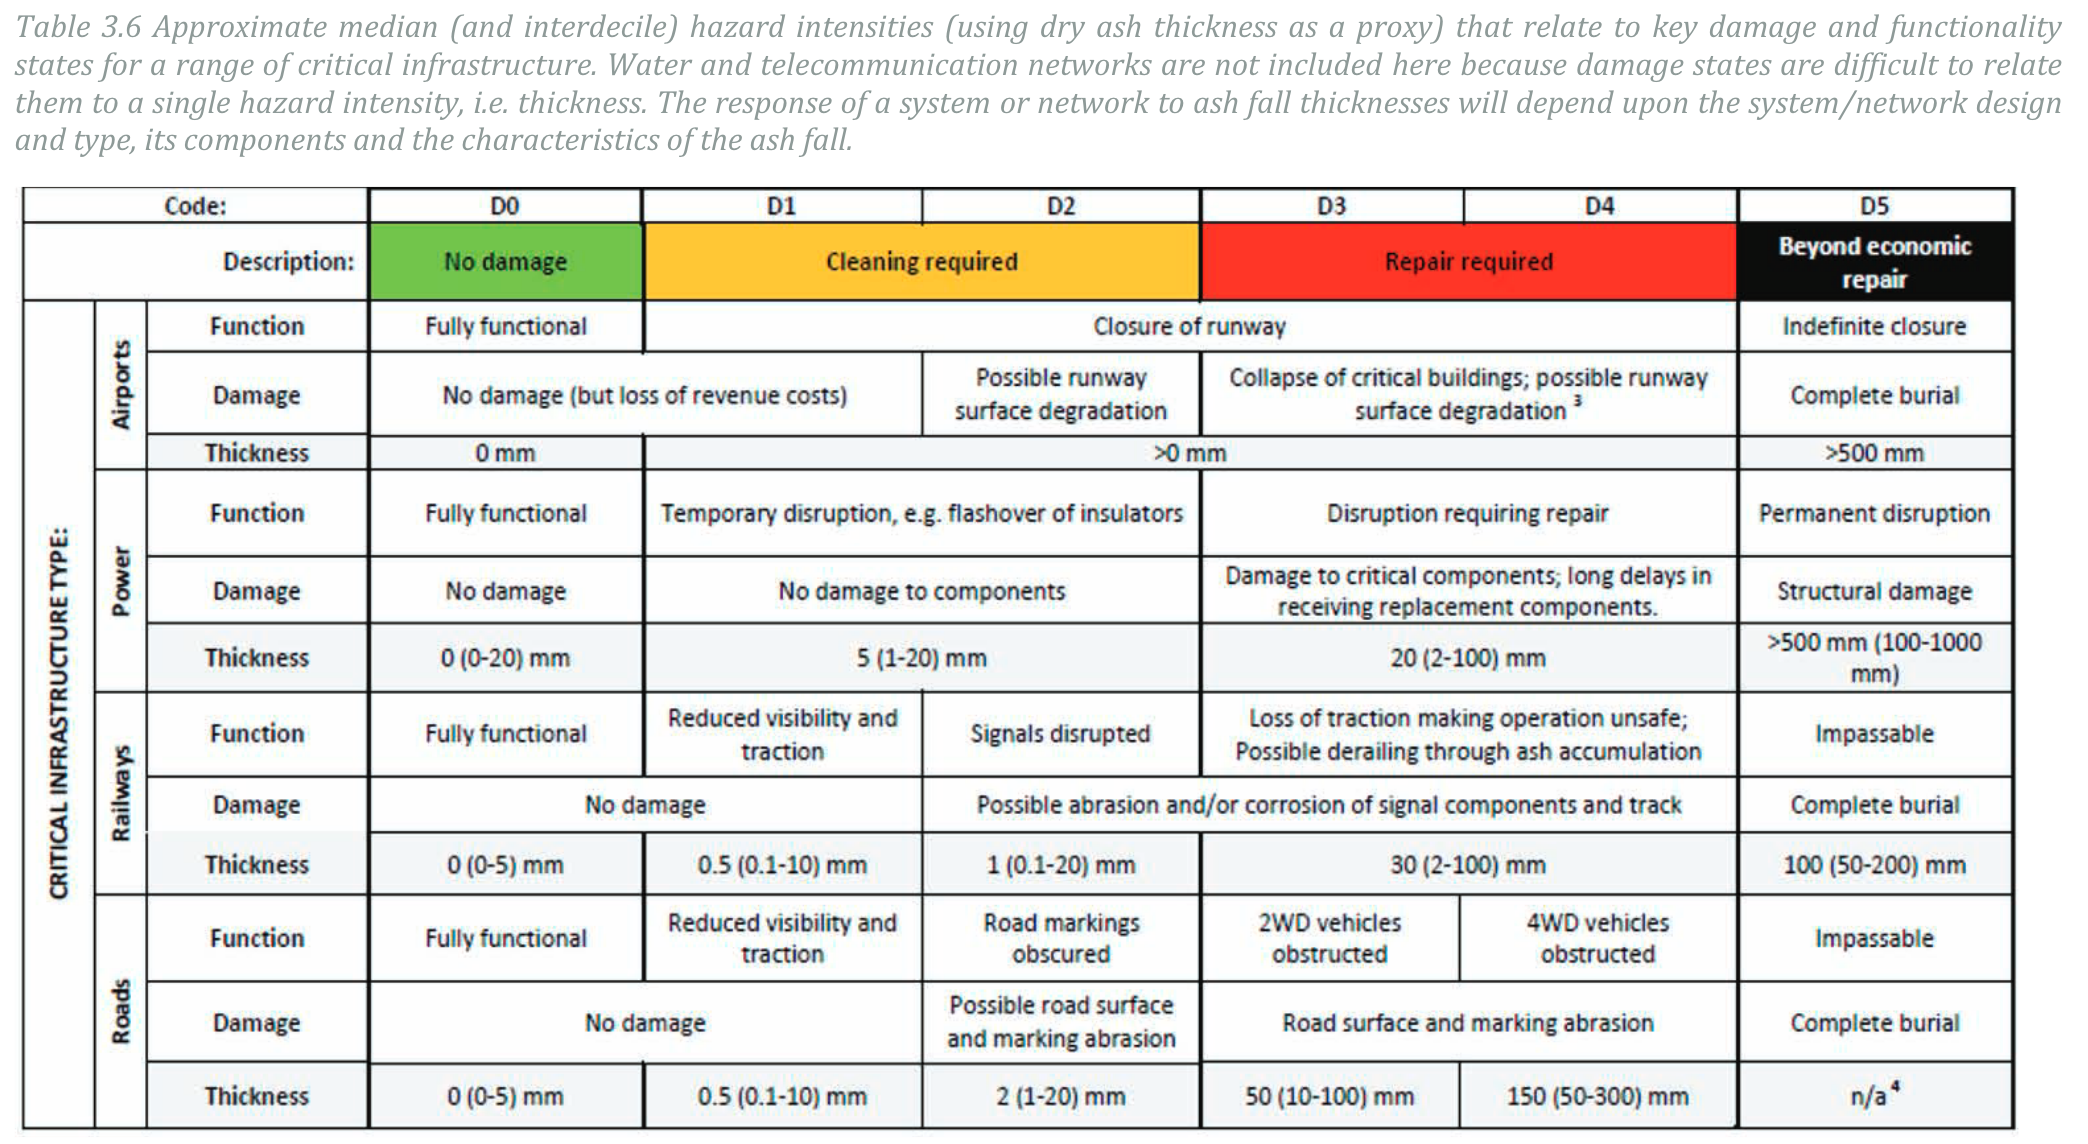 Table 3.6 Approximate median (and interdecile) hazard intensities (using dry ash thickness as a proxy) that relate to key damage and functionality
states for a range of critical infrastructure. Water and telecommunication networks are not included here because damage states are difficult to relate
them to a single hazard intensity, i.e. thickness. The response of a system or network to ash fall thicknesses will depend upon the system/network design
and type, its components and the characteristics of the ash fall.
Code: D0 D1 D2 D3 D4 D5
Description: No damage Cleaning required Repair required Beyond economic
repair
CRITICAL INFRASTRUCTURE TYPE:
Airports
Function Fully functional Closure of runway Indefinite closure
Damage No damage (but loss of revenue costs) Possible runway
surface degradation Collapse of critical buildings; possible runway
surface degradation ³ Complete burial
Thickness 0 mm >0 mm >500 mm
Power
Function Fully functional Temporary disruption, e.g. flashover of insulators Disruption requiring repair Permanent disruption
Damage No damage No damage to components Damage to critical components; long delays in
receiving replacement components. Structural damage
Thickness 0 (0-20) mm 5 (1-20) mm 20 (2-100) mm >500 mm (100-1000
mm)
Railways
Function Fully functional Reduced visibility and
traction Signals disrupted Loss of traction making operation unsafe;
Possible derailing through ash accumulation Impassable
Damage No damage Possible abrasion and/or corrosion of signal components and track Complete burial
Thickness 0 (0-5) mm 0.5 (0.1-10) mm 1 (0.1-20) mm 30 (2-100) mm 100 (50-200) mm
Roads
Function Fully functional Reduced visibility and
traction Road markings
obscured 2WD vehicles
obstructed 4WD vehicles
obstructed Impassable
Damage No damage Possible road surface
and marking abrasion Road surface and marking abrasion Complete burial
Thickness 0 (0-5) mm 0.5 (0.1-10) mm 2 (1-20) mm 50 (10-100) mm 150 (50-300) mm n/a⁴